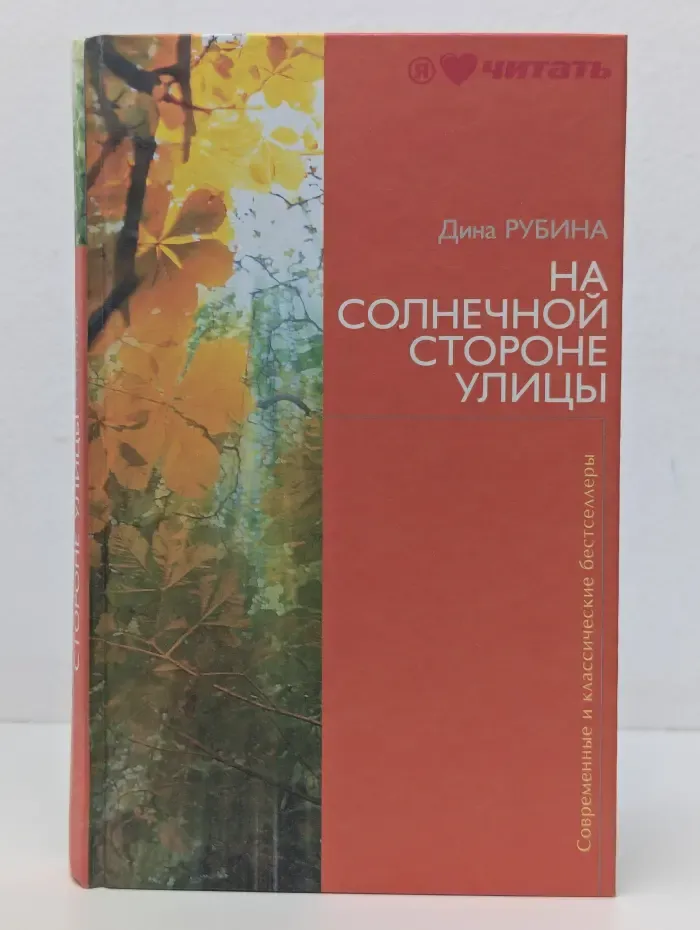 Я ♥ читать
Дина РУБИНА
НА
СОЛНЕЧНОЙ
СТОРОНЕ
УЛИЦЫ
Современные и классические бестселлеры
СТОРОНЕ УЛИЦЫ